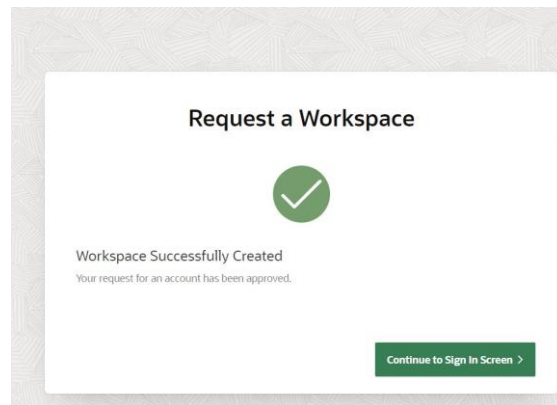 Request a Workspace
Workspace Successfully Created
Your request for an account has been approved.
Continue to Sign In Screen >